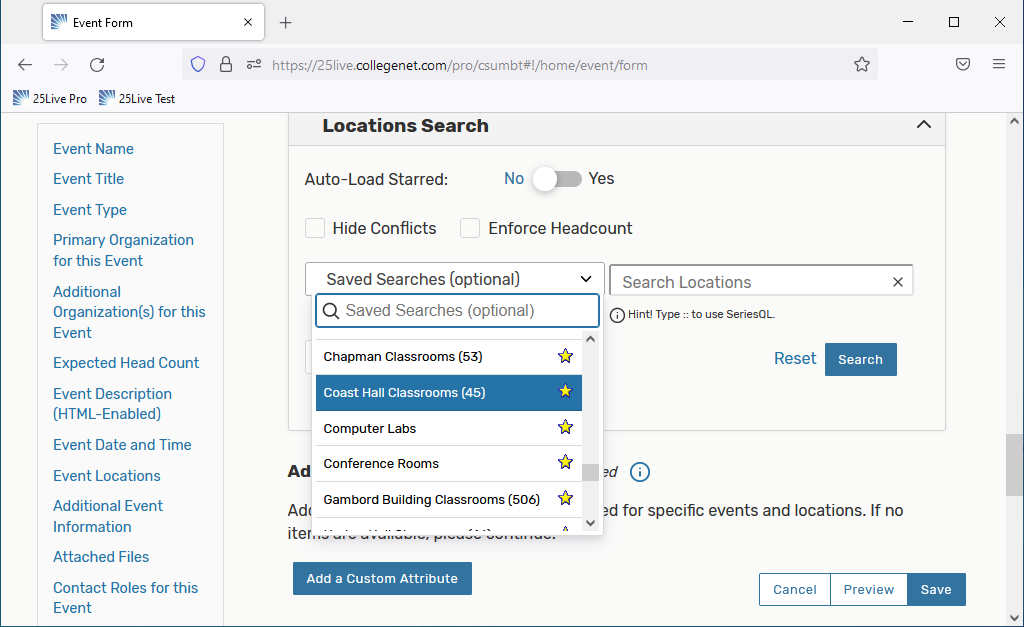 Event Form
https://25live.collegenet.com/pro/csumbt#!/home/event/form
25Live Pro
25Live Test
Event Name
Event Title
Event Type
Primary Organization
for this Event
Additional
Organization(s) for this
Event
Expected Head Count
Event Description
(HTML-Enabled)
Event Date and Time
Event Locations
Additional Event
Information
Attached Files
Contact Roles for this
Event
Locations Search
Auto-Load Starred: No Yes
Hide Conflicts Enforce Headcount
Saved Searches (optional)
Search Locations
Saved Searches (optional)
Hint! Type :: to use SeriesQL.
Chapman Classrooms (53)
Coast Hall Classrooms (45)
Computer Labs
Conference Rooms
Gambord Building Classrooms (506)
Reset Search
Ad ed
Add ed for specific events and locations. If no
items are available, please continue.
Add a Custom Attribute
Cancel Preview Save